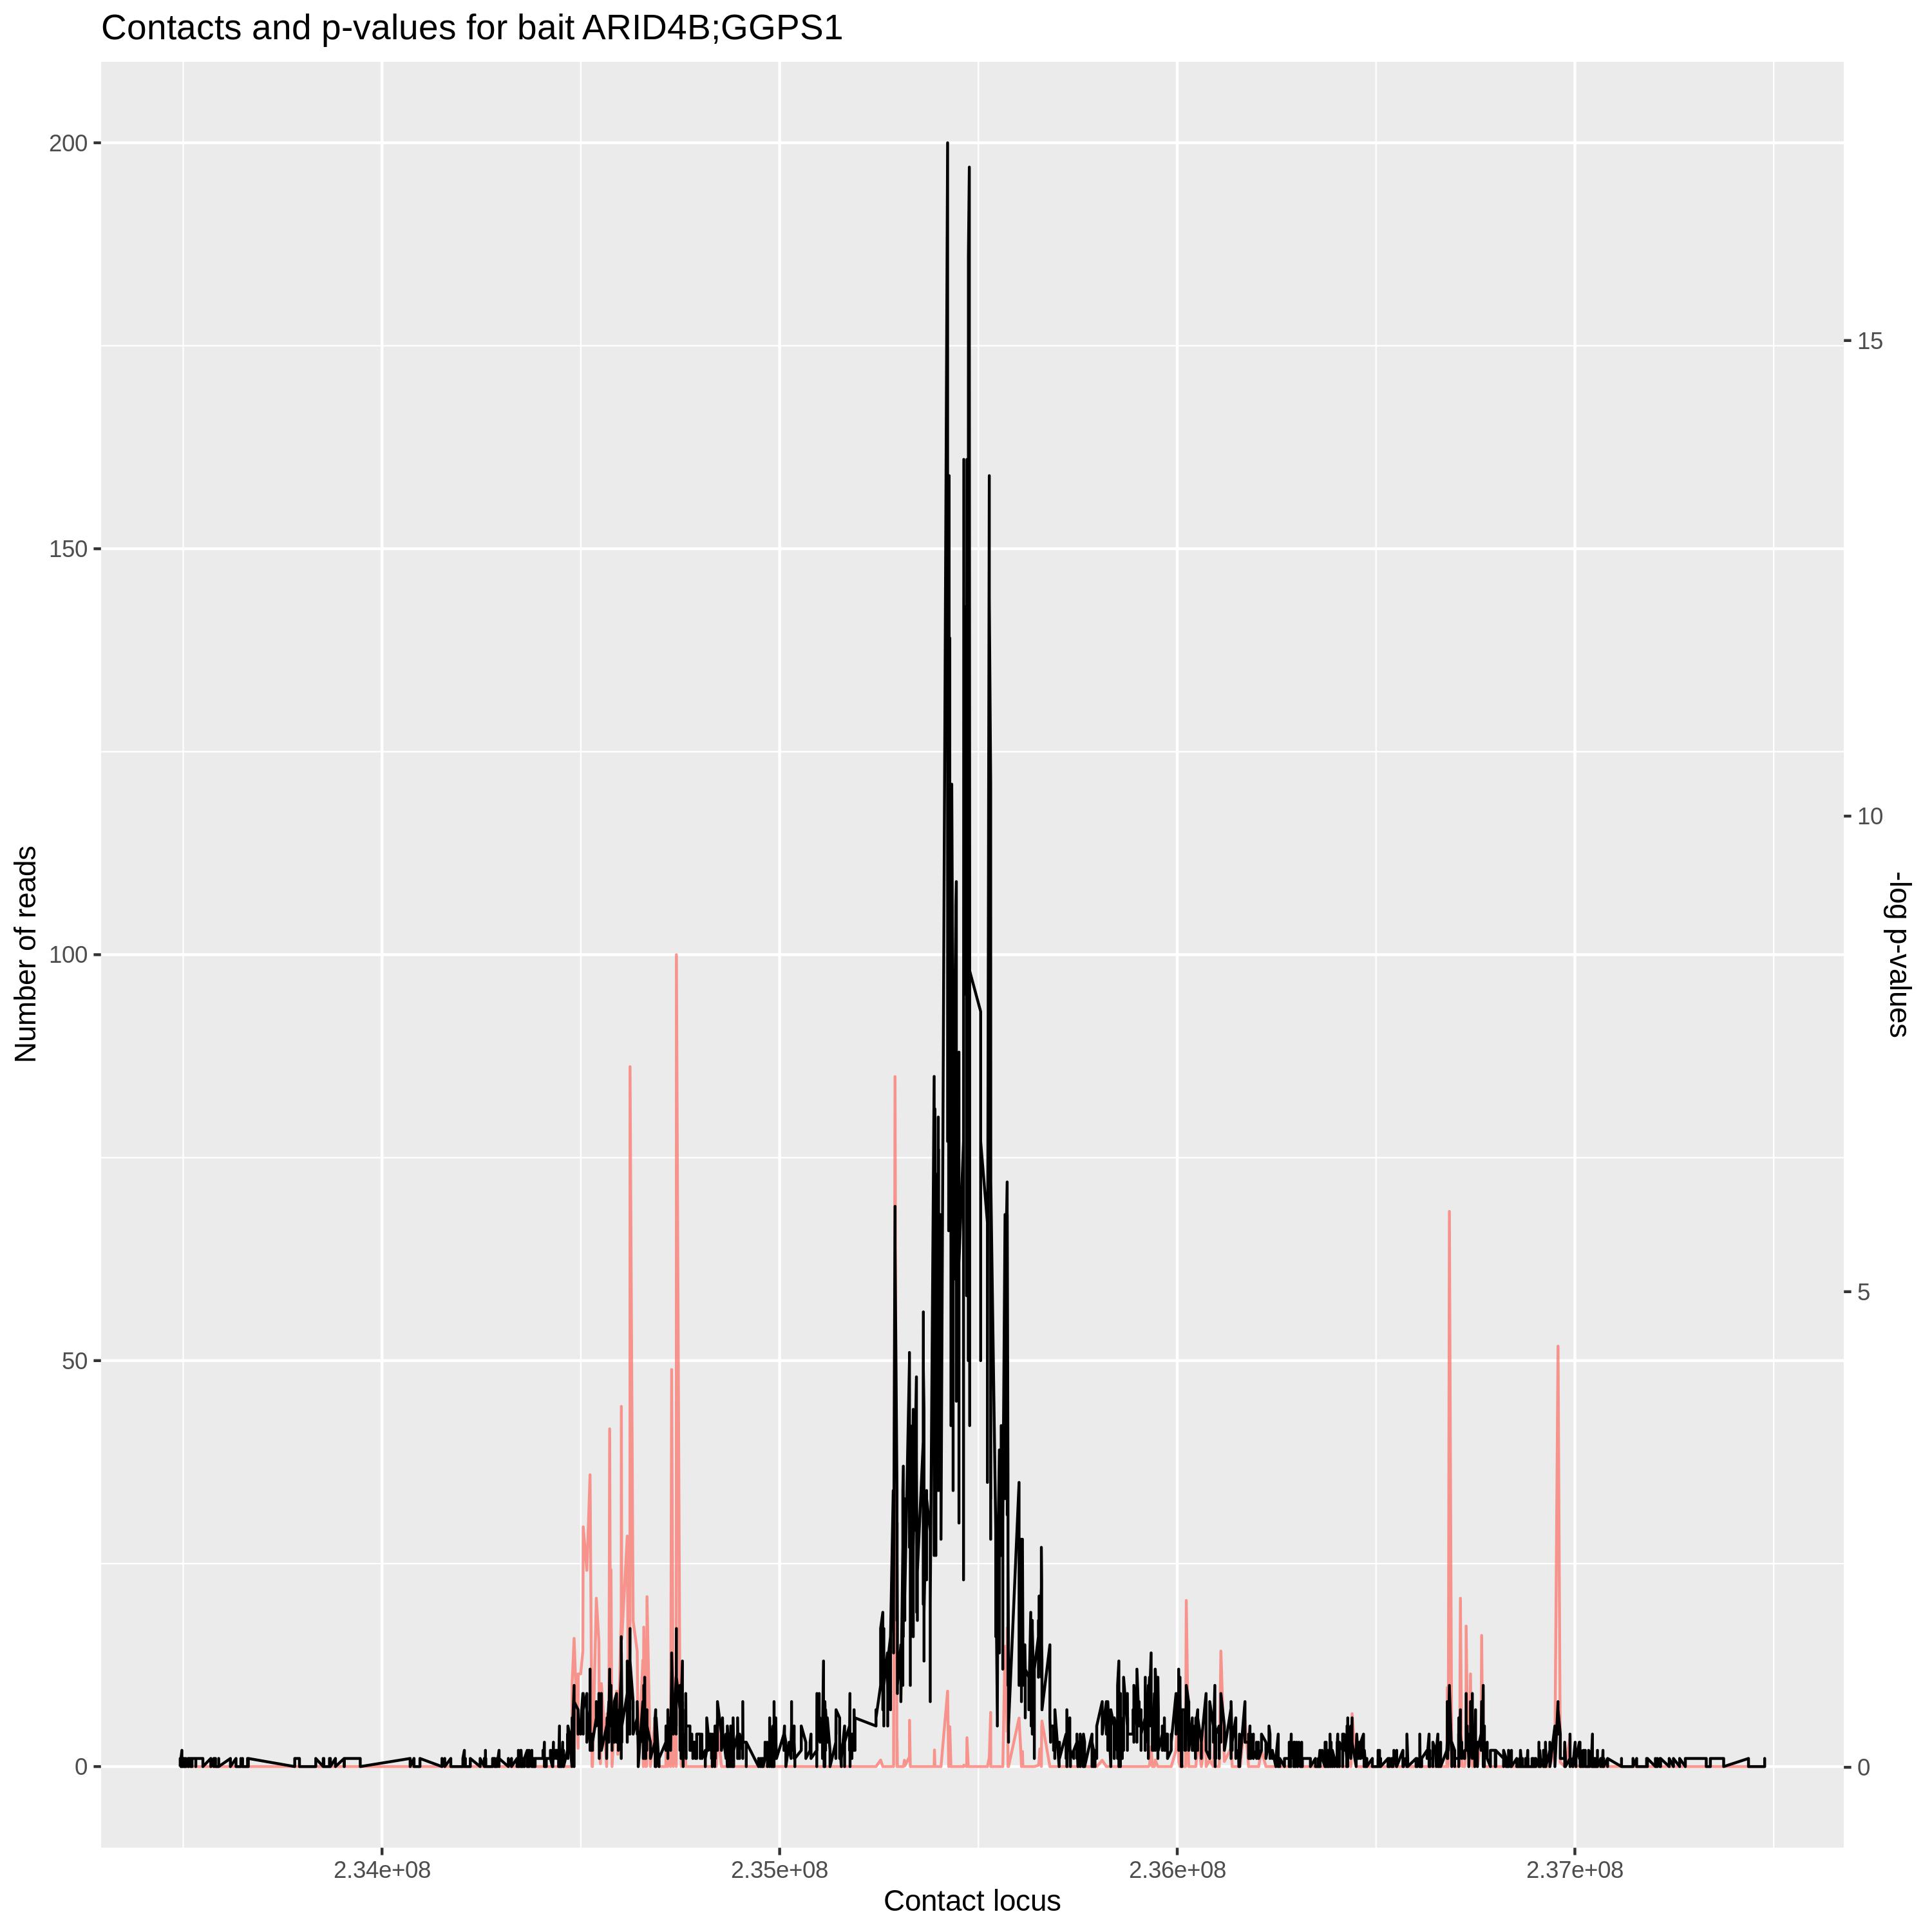 Contacts and p-values for bait ARID4B;GGPS1
200
150
100
50
0
Number of reads
15
10
5
0
-log p-values
2.34e+08 2.35e+08 2.36e+08 2.37e+08
Contact locus